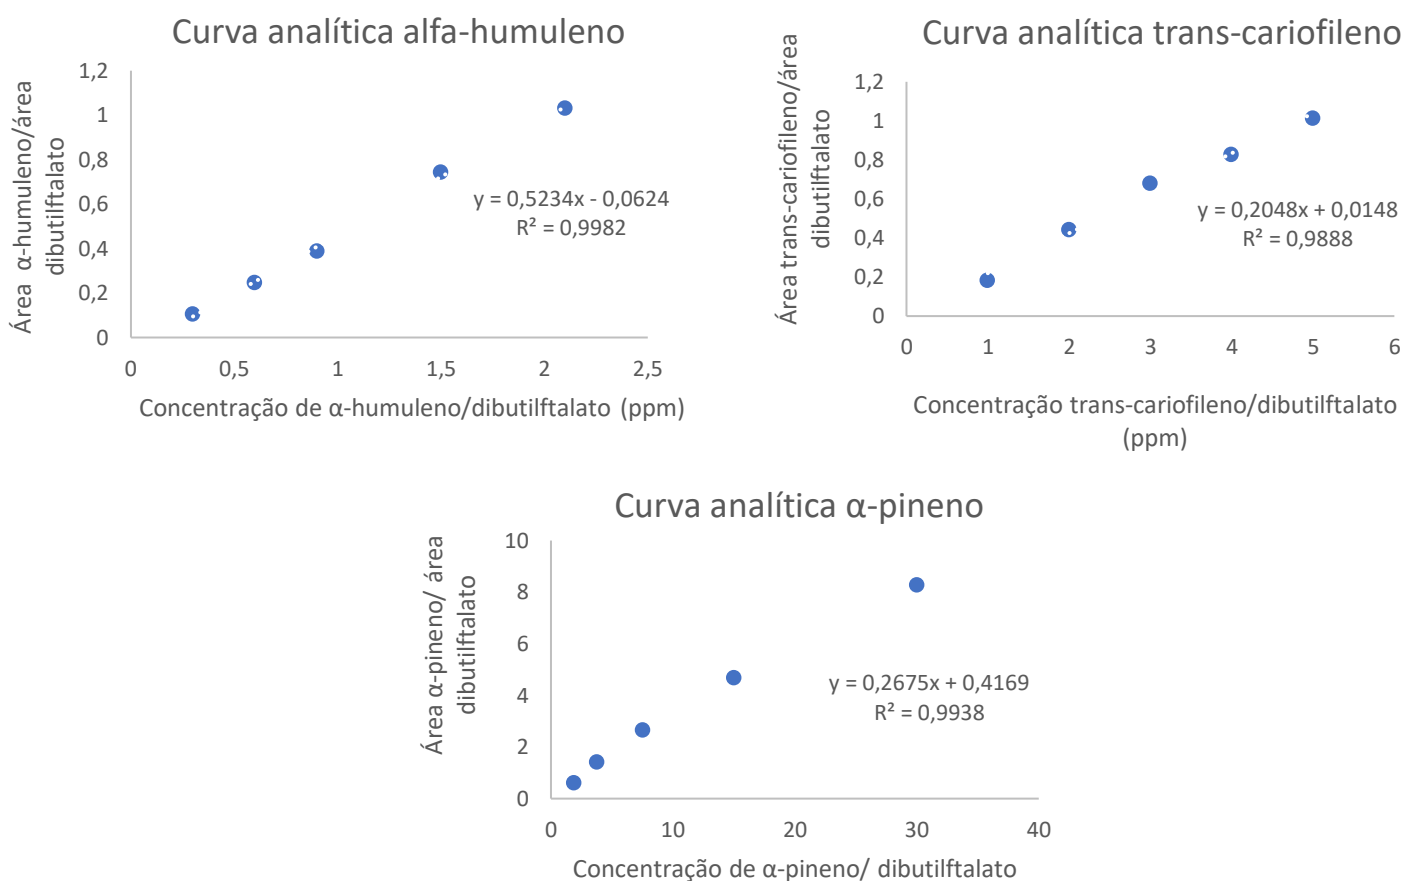 Curva analítica alfa-humuleno
Área α-humuleno/área
dibutilftalato
1,2
1
0,8
0,6
0,4
0,2
0
y = 0,5234x - 0,0624
R² = 0,9982
0
0,5
1
1,5
2
2,5
Concentração de α-humuleno/dibutilftalato (ppm)
Curva analítica trans-cariofileno
Área trans-cariofileno/área
dibutilftalato
1,2
1
0,8
0,6
0,4
0,2
0
y = 0,2048x + 0,0148
R² = 0,9888
0
1
2
3
4
5
6
Concentração trans-cariofileno/dibutilftalato
(ppm)
Curva analítica α-pineno
Área α-pineno/ área
dibutilftalato
10
8
6
4
2
0
y = 0,2675x + 0,4169
R² = 0,9938
0
10
20
30
40
Concentração de α-pineno/ dibutilftalato